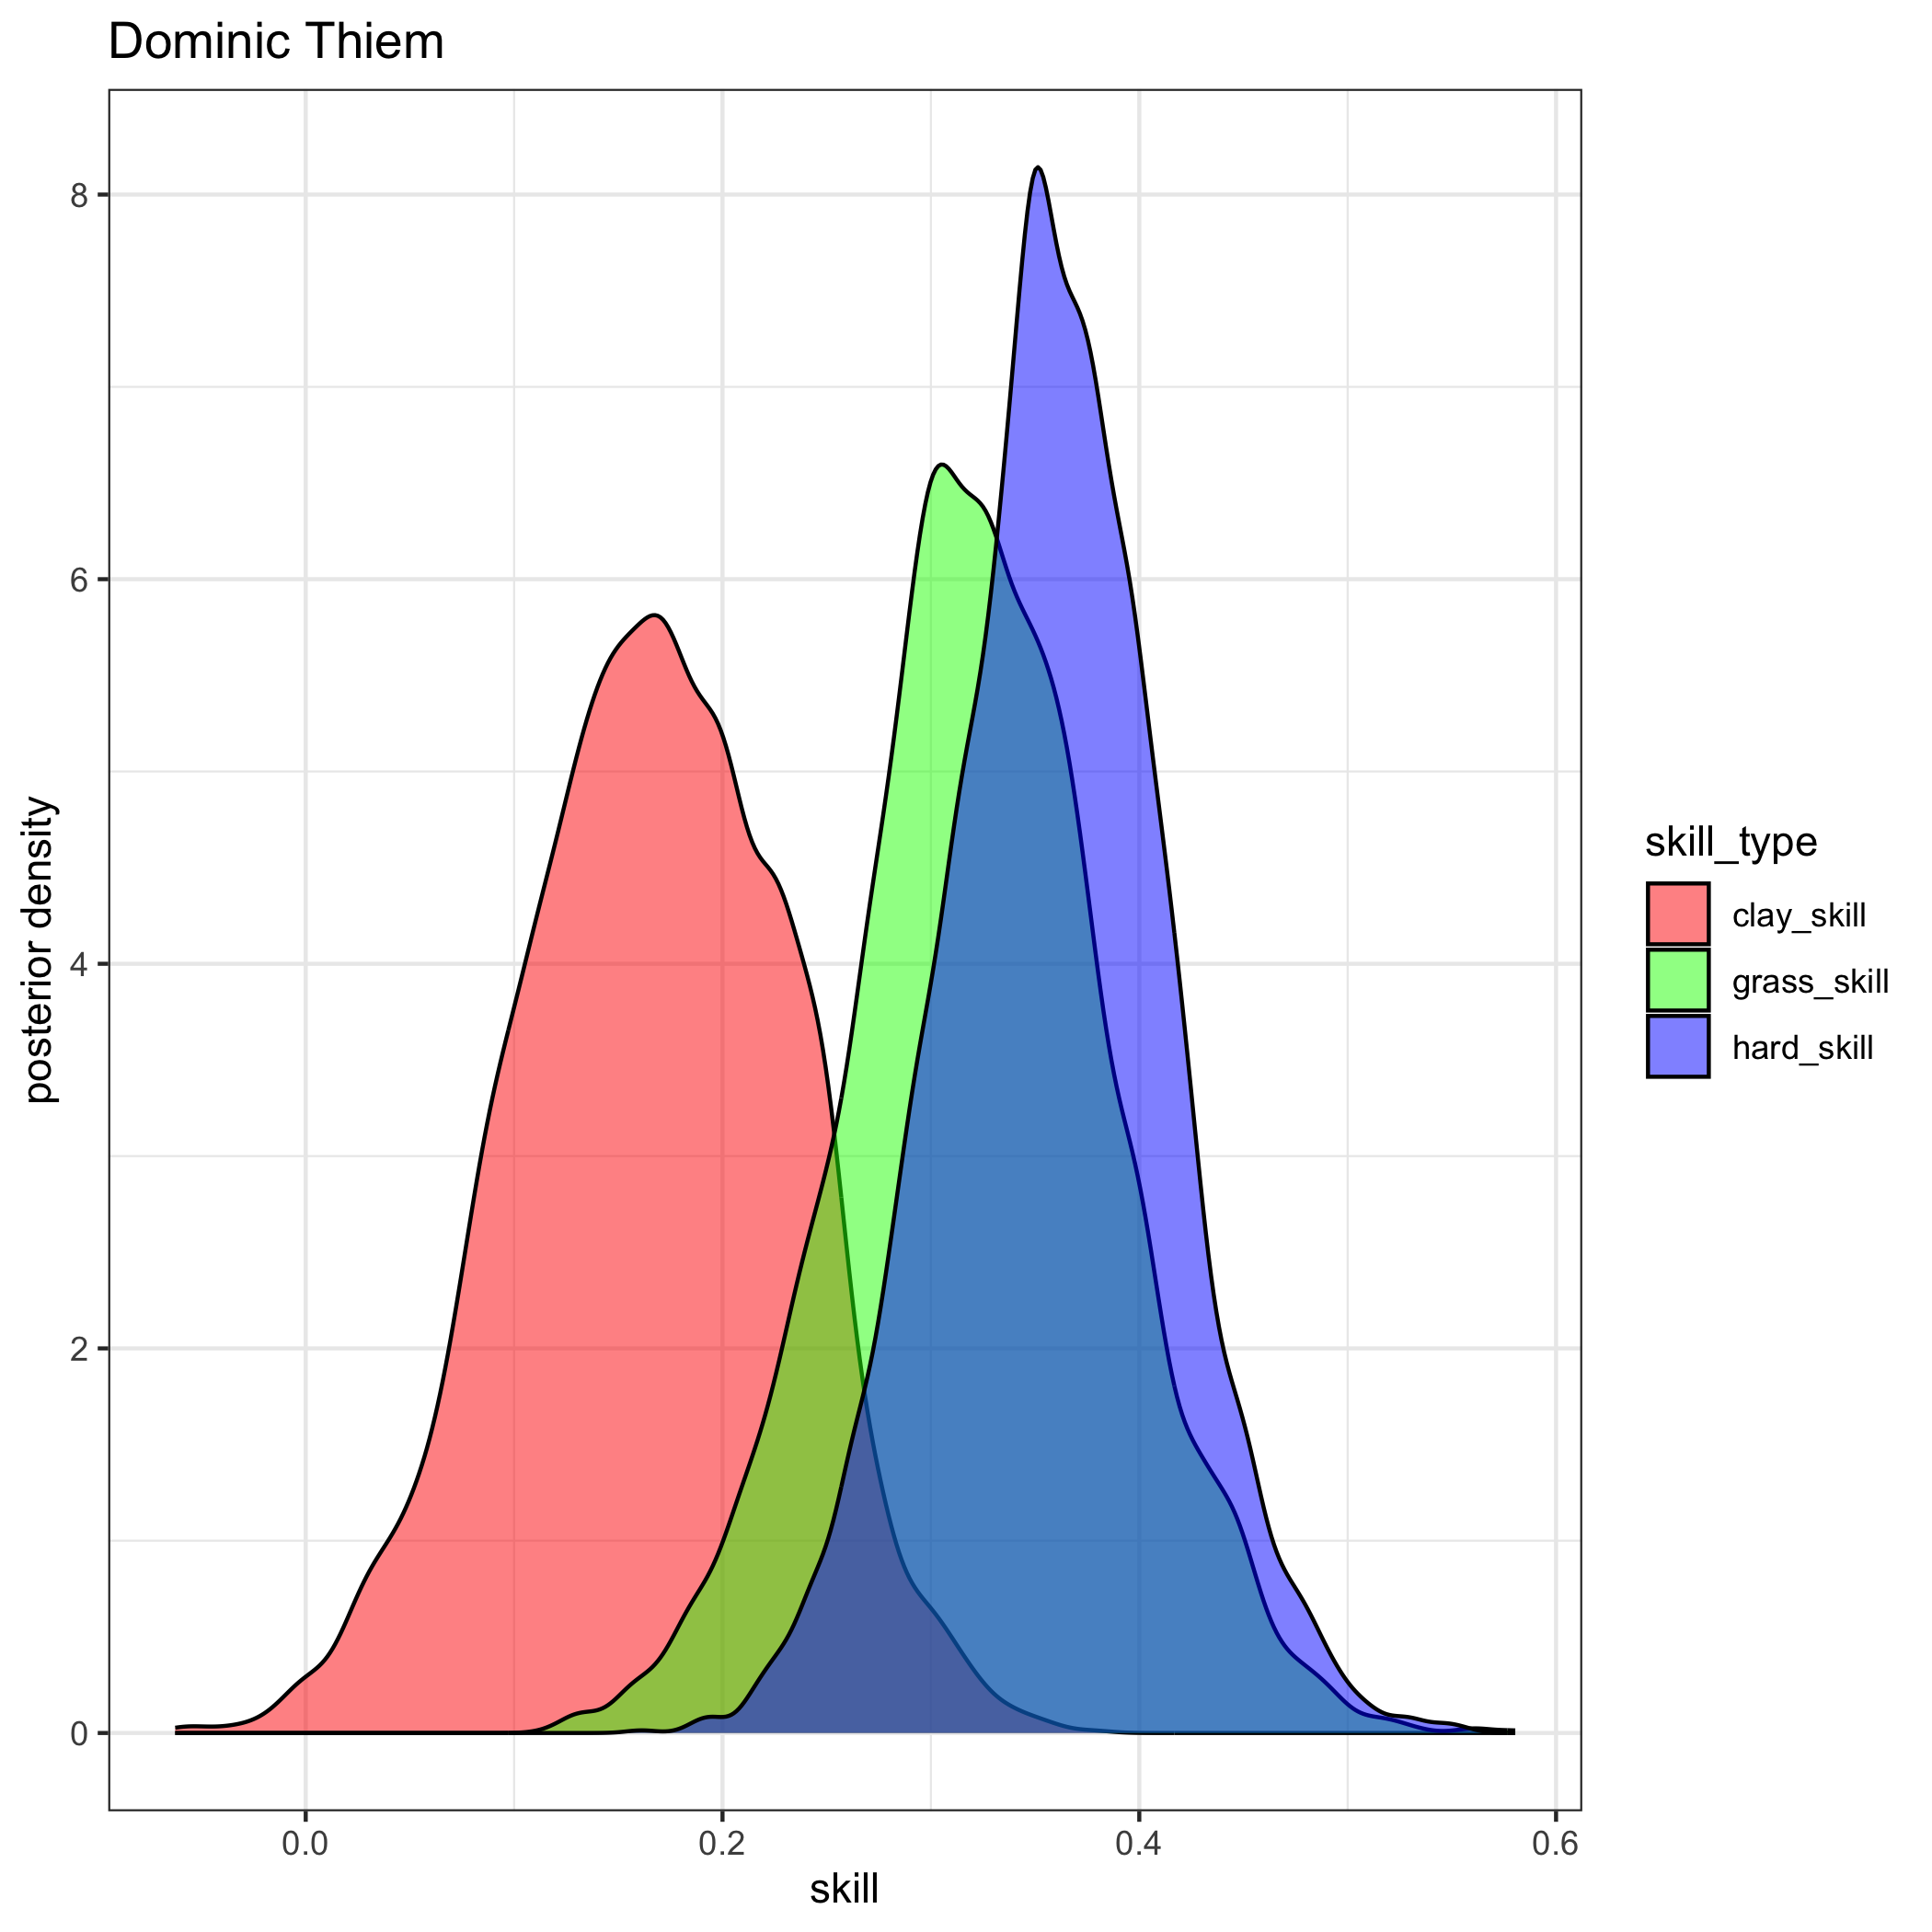 Dominic Thiem
posterior density
8
6
4
2
0
0.0 0.2 0.4 0.6
skill
skill_type
clay_skill
grass_skill
hard_skill